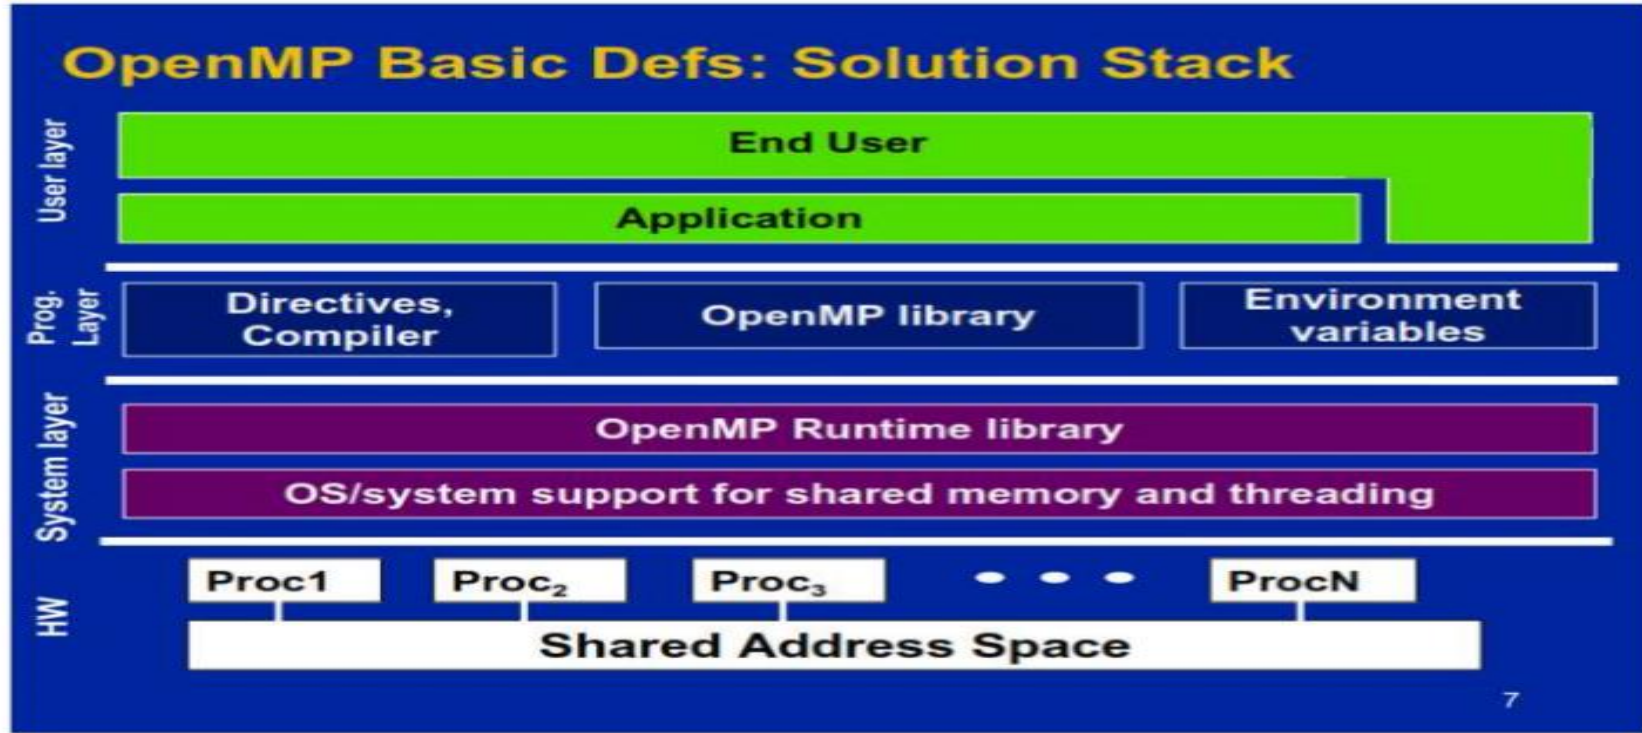 OpenMP Basic Defs: Solution Stack
User layer
End User
Application
Prog.
Layer
Directives,
Compiler
OpenMP library
Environment
variables
System layer
OpenMP Runtime library
OS/system support for shared memory and threading
HW
Proc1
Proc₂
Proc₃
• • •
ProcN
Shared Address Space
7